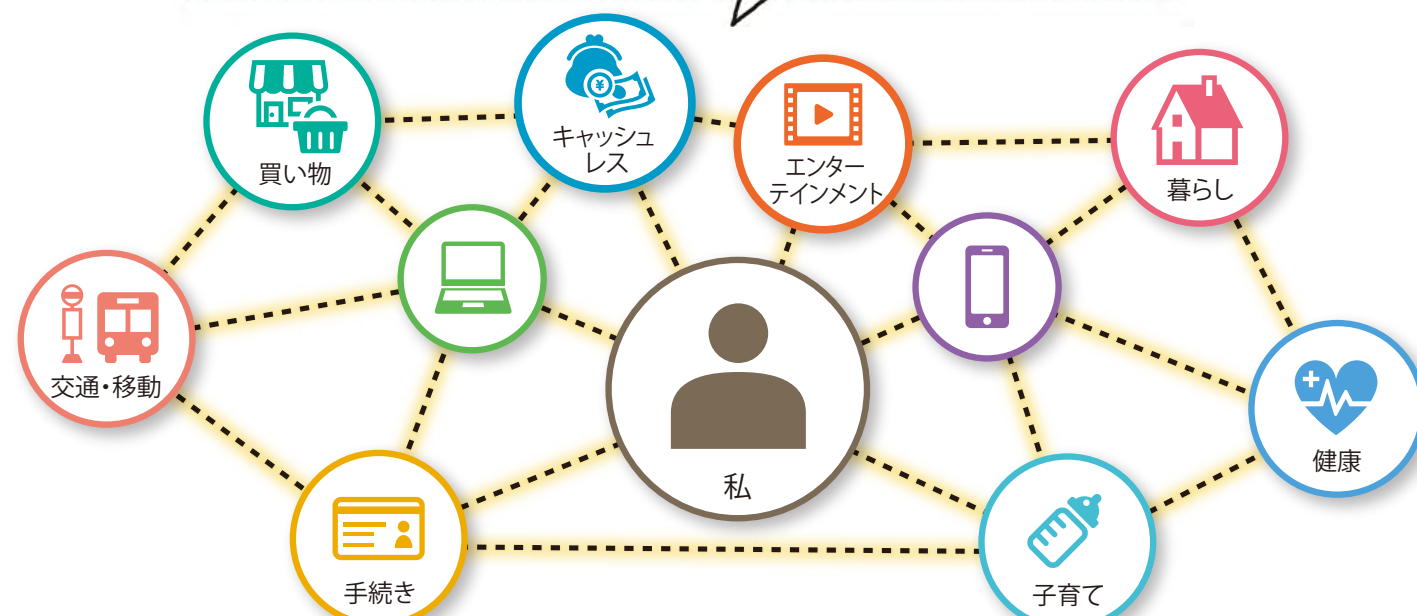 買い物
キャッシュ
レス
エンター
テインメント
暮らし
交通・移動
私
健康
手続き
子育て
¥